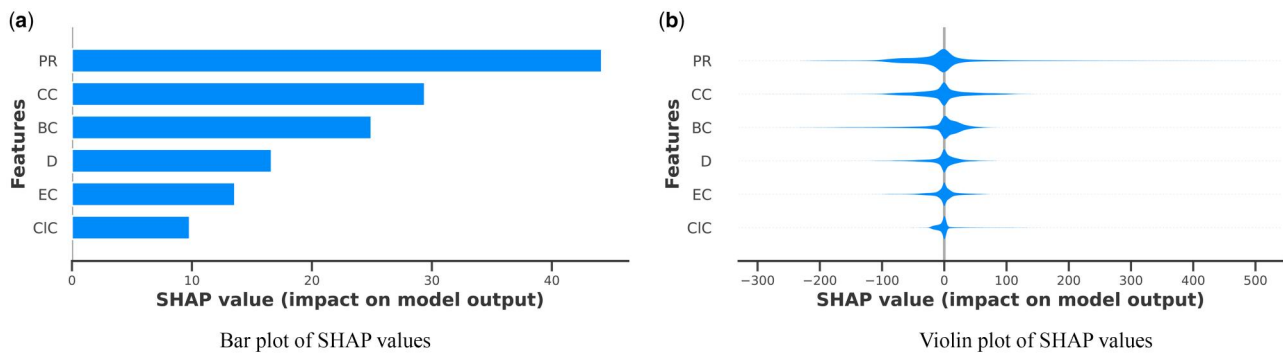 (a)
Features
PR
CC
BC
D
EC
ClC
0 10 20 30 40
SHAP value (impact on model output)
Bar plot of SHAP values
(b)
Features
PR
CC
BC
D
EC
ClC
−300 −200 −100 0 100 200 300 400 500
SHAP value (impact on model output)
Violin plot of SHAP values